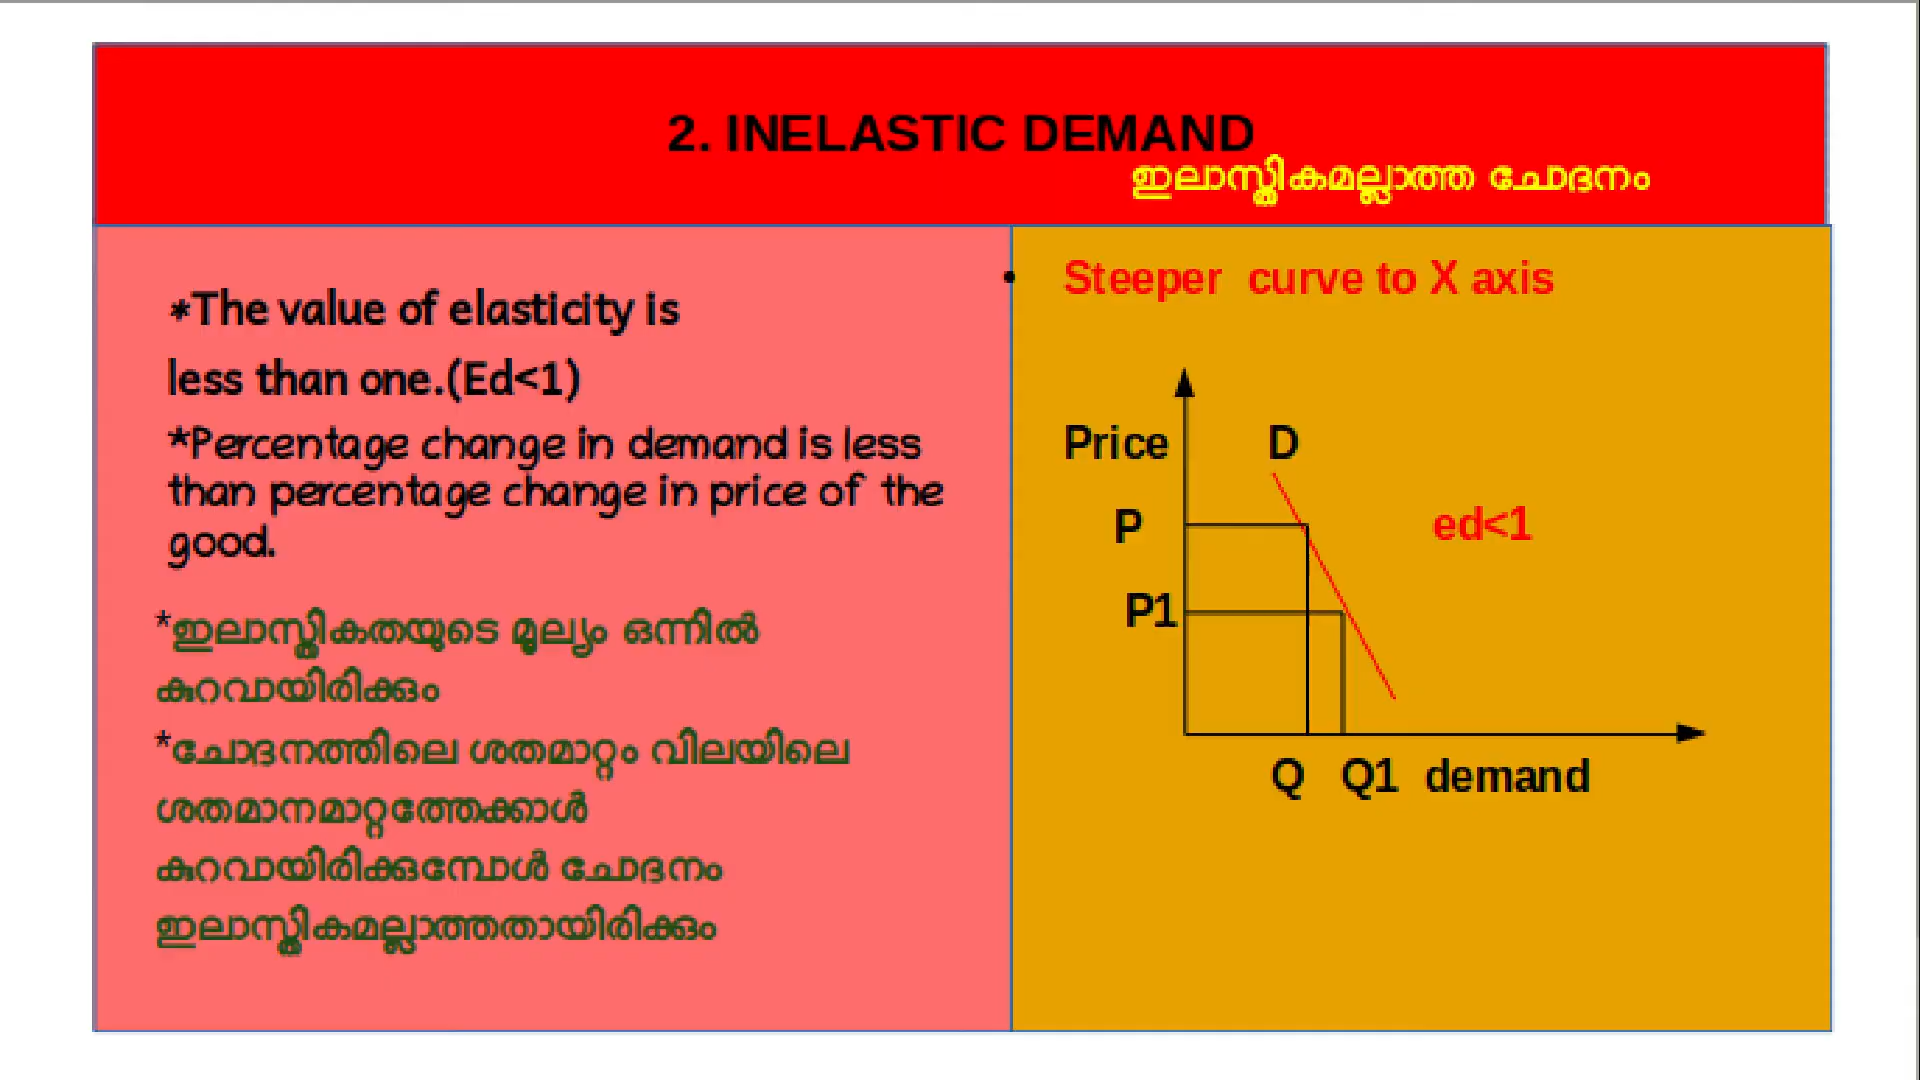 2. INELASTIC DEMAND
ഇലാസ്തികമല്ലാത്ത ചോദനം
*The value of elasticity is
less than one.(Ed<1)
*Percentage change in demand is less
than percentage change in price of the
good.
*ഇലാസ്തികതയുടെ മൂല്യം ഒന്നിൽ
കുറവായിരിക്കും
*ചോദനത്തിലെ ശതമാറ്റം വിലയിലെ
ശതമാനമാറ്റത്തേക്കാൾ
കുറവായിരിക്കുമ്പോൾ ചോദനം
ഇലാസ്തികമല്ലാത്തതായിരിക്കും
• Steeper curve to X axis
Price D
P ed<1
P1
Q Q1 demand